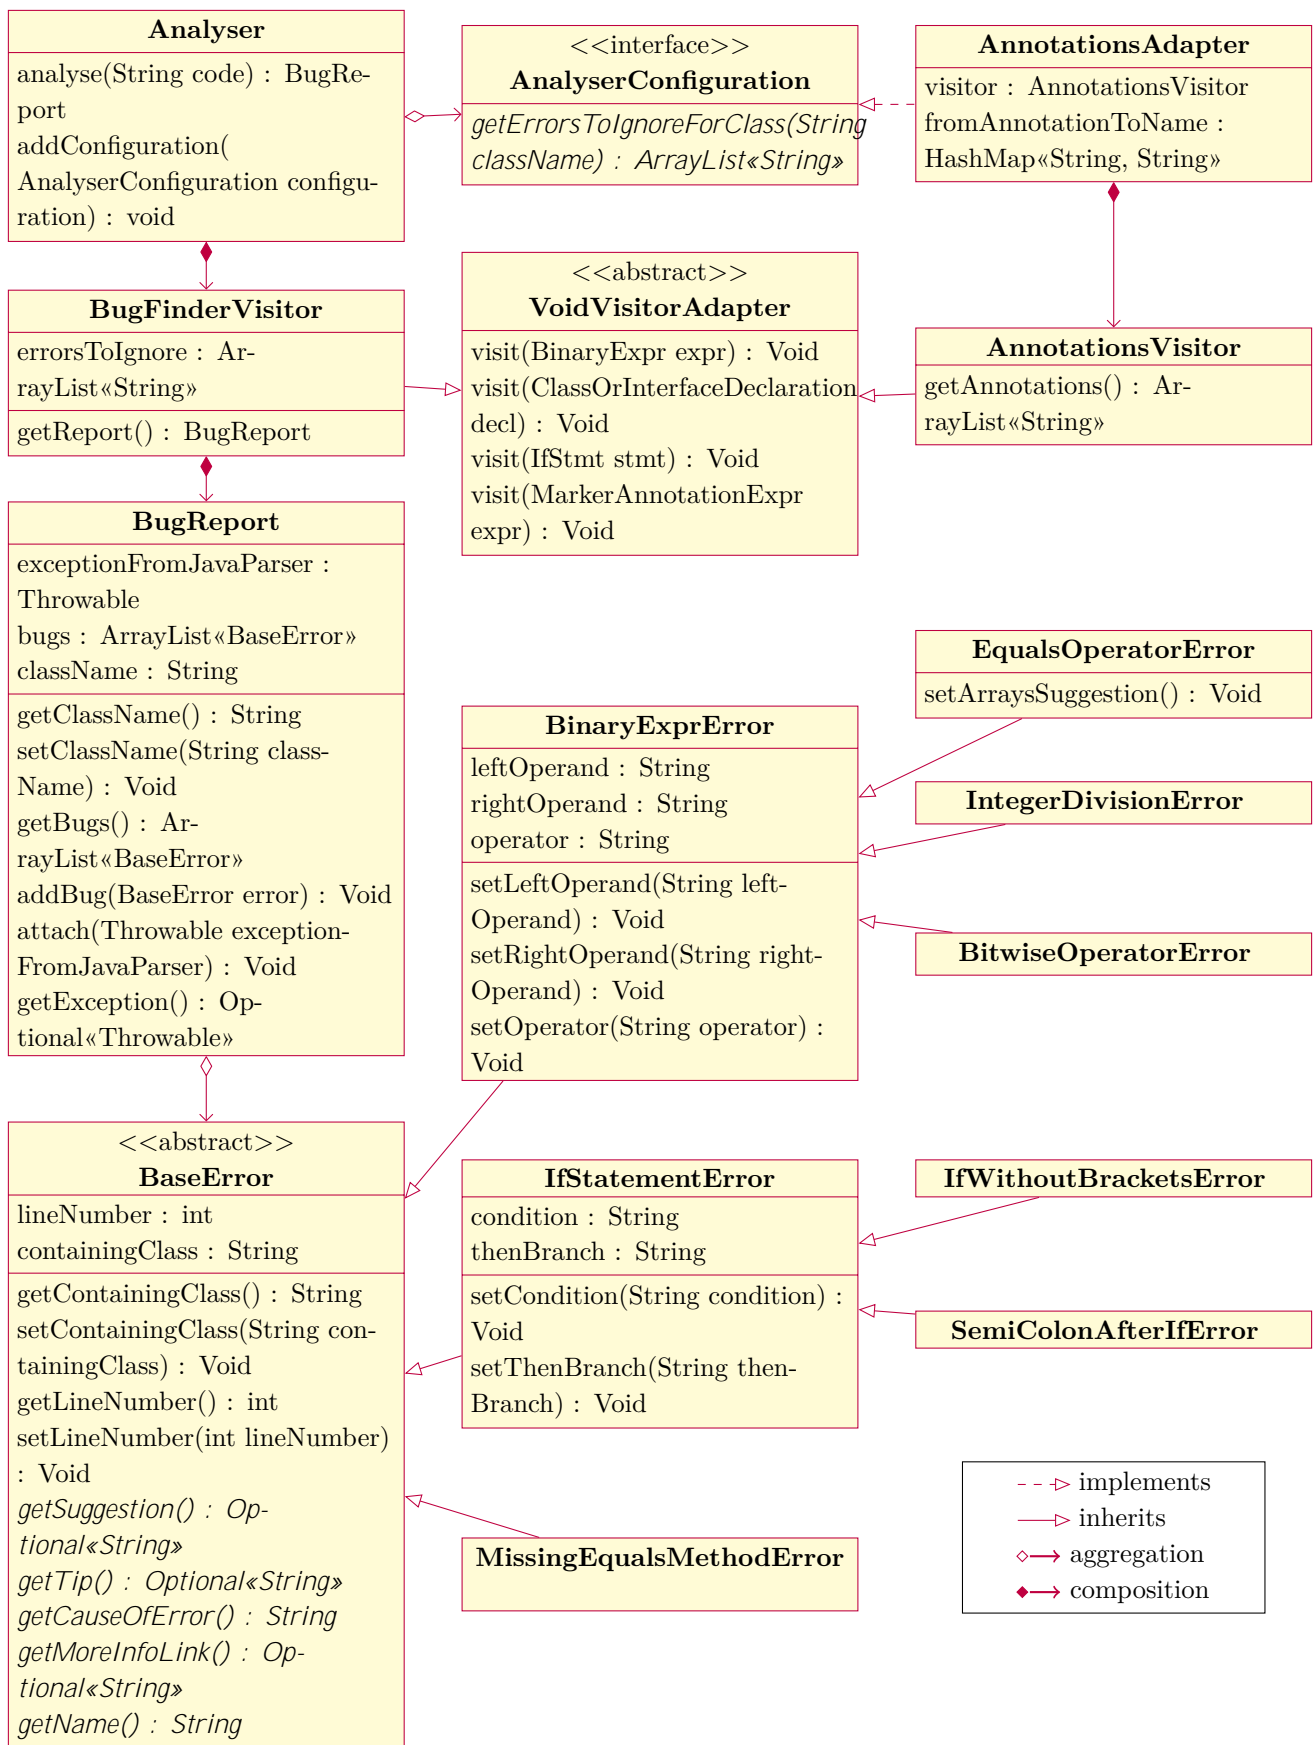 Analyser
analyse(String code) : BugRe-
port
addConfiguration(
AnalyserConfiguration configu-
ration) : void
<<interface>>
AnalyserConfiguration
getErrorsToIgnoreForClass(String
className) : ArrayList«String»
AnnotationsAdapter
visitor : AnnotationsVisitor
fromAnnotationToName :
HashMap«String, String»
BugFinderVisitor
errorsToIgnore : Ar-
rayList«String»
getReport() : BugReport
<<abstract>>
VoidVisitorAdapter
visit(BinaryExpr expr) : Void
visit(ClassOrInterfaceDeclaration
decl) : Void
visit(IfStmt stmt) : Void
visit(MarkerAnnotationExpr
expr) : Void
AnnotationsVisitor
getAnnotations() : Ar-
rayList«String»
BugReport
exceptionFromJavaParser :
Throwable
bugs : ArrayList«BaseError»
className : String
getClassName() : String
setClassName(String class-
Name) : Void
getBugs() : Ar-
rayList«BaseError»
addBug(BaseError error) : Void
attach(Throwable exception-
FromJavaParser) : Void
getException() : Op-
tional«Throwable»
BinaryExprError
leftOperand : String
rightOperand : String
operator : String
setLeftOperand(String left-
Operand) : Void
setRightOperand(String right-
Operand) : Void
setOperator(String operator) :
Void
EqualsOperatorError
setArraysSuggestion() : Void
IntegerDivisionError
BitwiseOperatorError
<<abstract>>
BaseError
lineNumber : int
containingClass : String
getContainingClass() : String
setContainingClass(String con-
tainingClass) : Void
getLineNumber() : int
setLineNumber(int lineNumber)
: Void
getSuggestion() : Op-
tional«String»
getTip() : Optional«String»
getCauseOfError() : String
getMoreInfoLink() : Op-
tional«String»
getName() : String
IfStatementError
condition : String
thenBranch : String
setCondition(String condition) :
Void
setThenBranch(String then-
Branch) : Void
IfWithoutBracketsError
SemiColonAfterIfError
MissingEqualsMethodError
implements
inherits
aggregation
composition